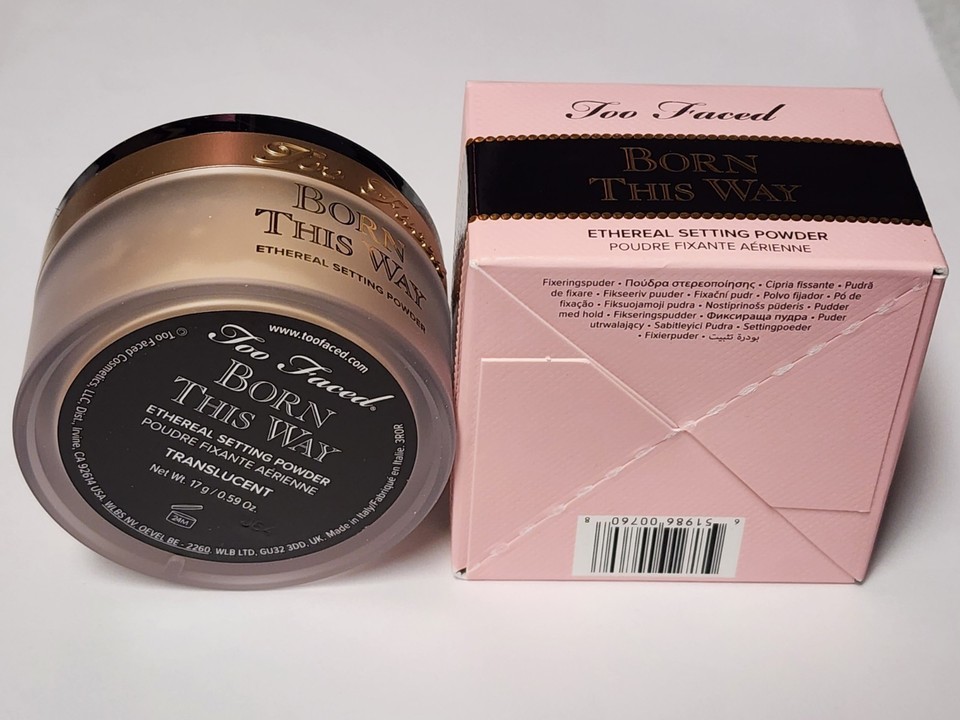 Too Faced
BORN
THIS WAY
ETHEREAL SETTING POWDER
www.toofaced.com
Too Faced®
BORN
THIS WAY
ETHEREAL SETTING POWDER
POUDRE FIXANTE AÉRIENNE
TRANSLUCENT
Net Wt. 17 g / 0.59 Oz.
24M
© Too Faced Cosmetics, LLC, Dist., Irvine, CA 92614 USA. WLBS NV, OEVEL BE - 2260. WLB LTD, GU32 3DD, UK. Made in Italy/Fabriqué en Italie. 3R0R
Too Faced
BORN
THIS WAY
ETHEREAL SETTING POWDER
POUDRE FIXANTE AÉRIENNE
Fixeringspuder • Πούδρα στερεοποίησης • Cipria fissante • Pudră
de fixare • Fikseeriv puuder • Fixační pudr • Polvo fijador • Pó de
fixação • Fiksuojamoji pudra • Nostiprinošs pūderis • Pudder
med hold • Fikseringspudder • Фиксираща пудра • Puder
utrwalający • Sabitleyici Pudra • Settingpoeder
• Fixierpuder • بودرة تثبيت
6 51986 00760 8